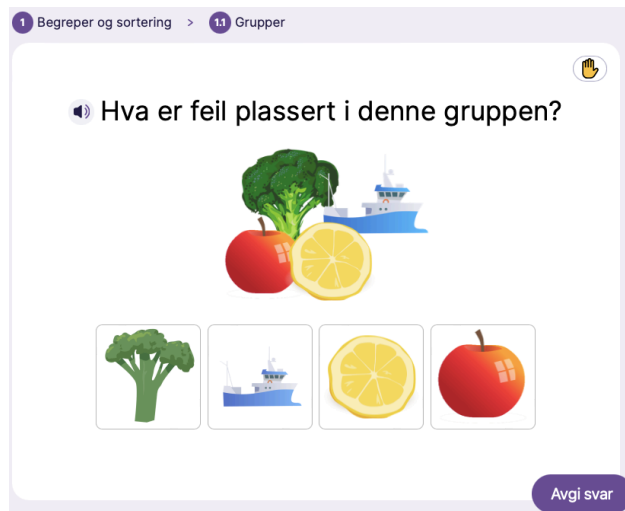 1 Begreper og sortering > 1.1 Grupper
Hva er feil plassert i denne gruppen?
Avgi svar